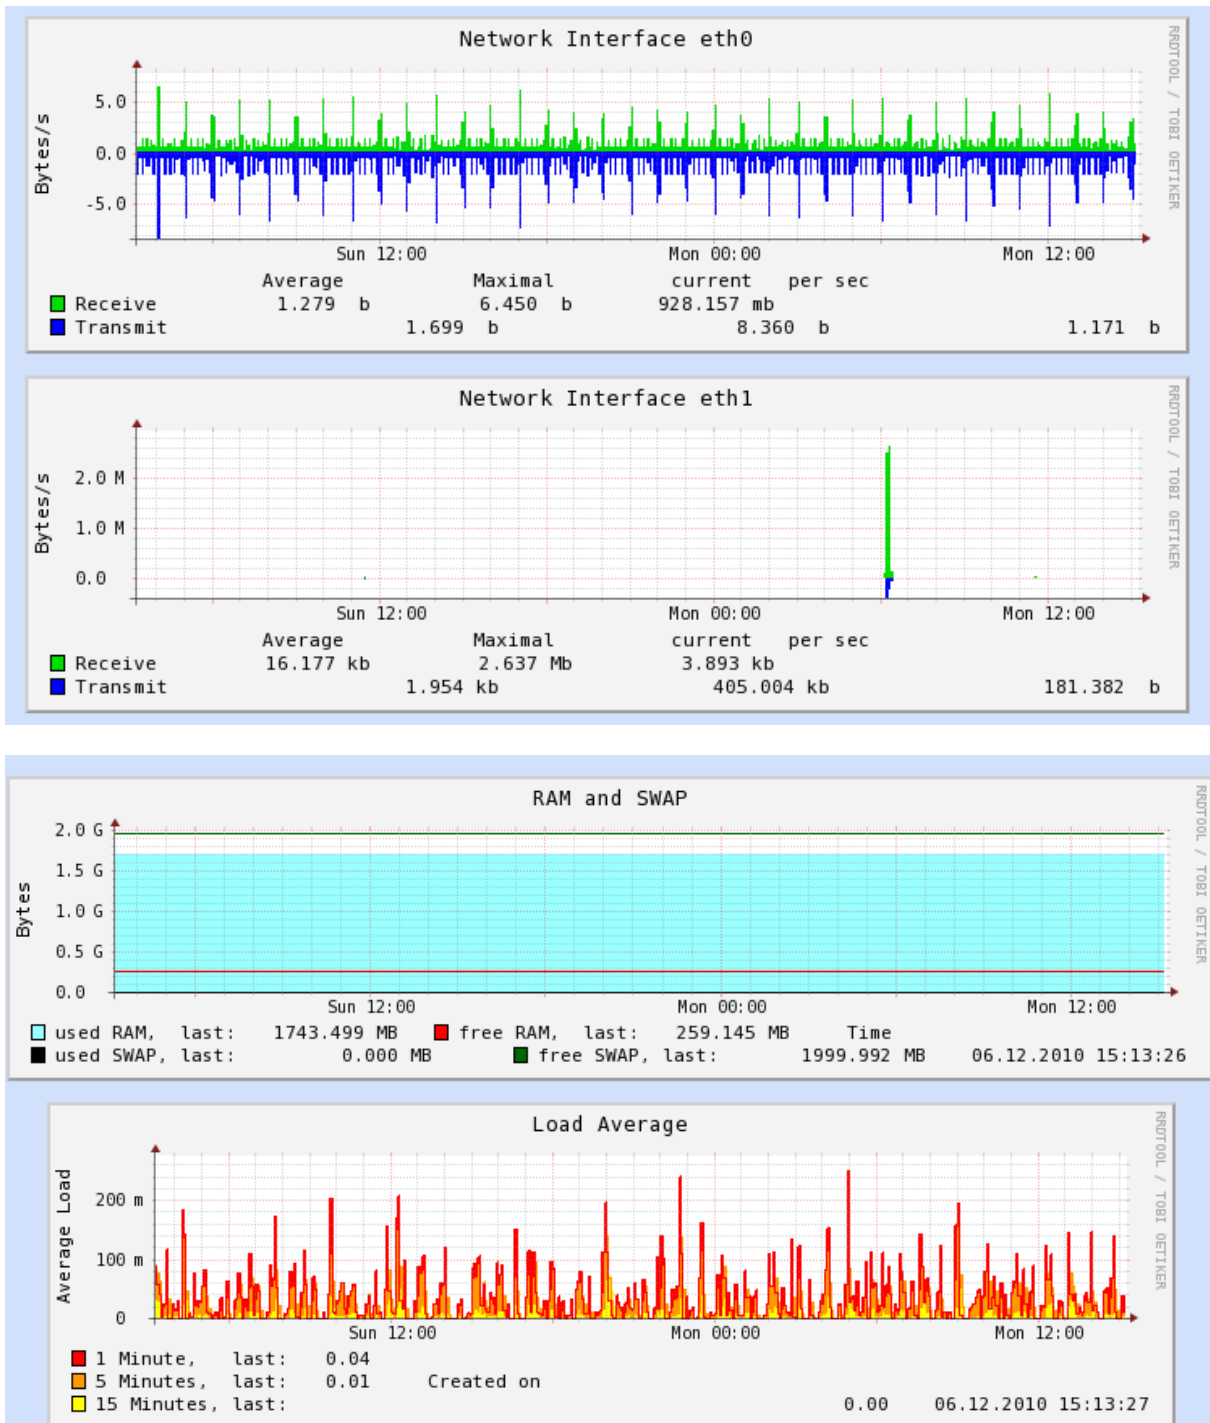 Network Interface eth0
RRDTOOL / TOBI OETIKER
Bytes/s
5.0
0.0
-5.0
Sun 12:00 Mon 00:00 Mon 12:00
Average Maximal current per sec
Receive 1.279 b 6.450 b 928.157 mb
Transmit 1.699 b 8.360 b 1.171 b
Network Interface eth1
RRDTOOL / TOBI OETIKER
Bytes/s
2.0 M
1.0 M
0.0
Sun 12:00 Mon 00:00 Mon 12:00
Average Maximal current per sec
Receive 16.177 kb 2.637 Mb 3.893 kb
Transmit 1.954 kb 405.004 kb 181.382 b
RAM and SWAP
RRDTOOL / TOBI OETIKER
Bytes
2.0 G
1.5 G
1.0 G
0.5 G
0.0
Sun 12:00 Mon 00:00 Mon 12:00
used RAM, last: 1743.499 MB free RAM, last: 259.145 MB Time
used SWAP, last: 0.000 MB free SWAP, last: 1999.992 MB 06.12.2010 15:13:26
Load Average
RRDTOOL / TOBI OETIKER
Average Load
200 m
100 m
0
Sun 12:00 Mon 00:00 Mon 12:00
1 Minute, last: 0.04
5 Minutes, last: 0.01 Created on
15 Minutes, last: 0.00 06.12.2010 15:13:27